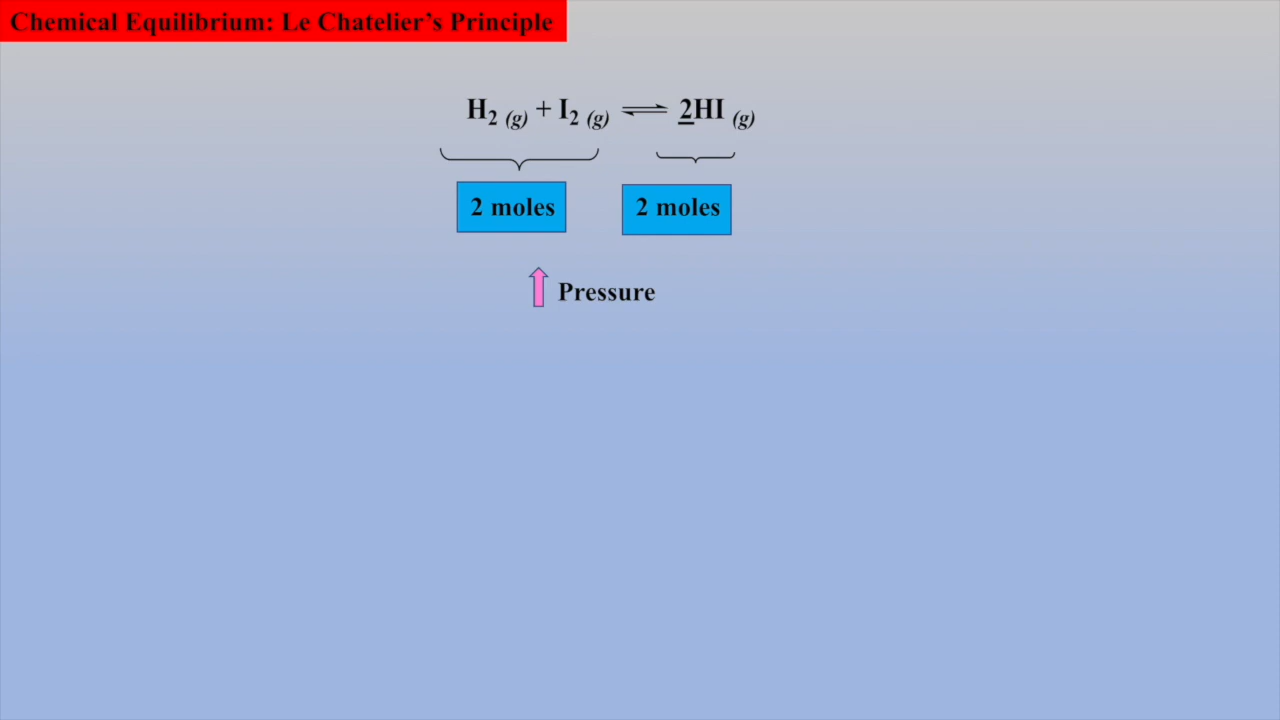 Chemical Equilibrium: Le Chatelier’s Principle
H₂ (g) + I₂ (g) ⇌ 2HI (g)
2 moles 2 moles
Pressure